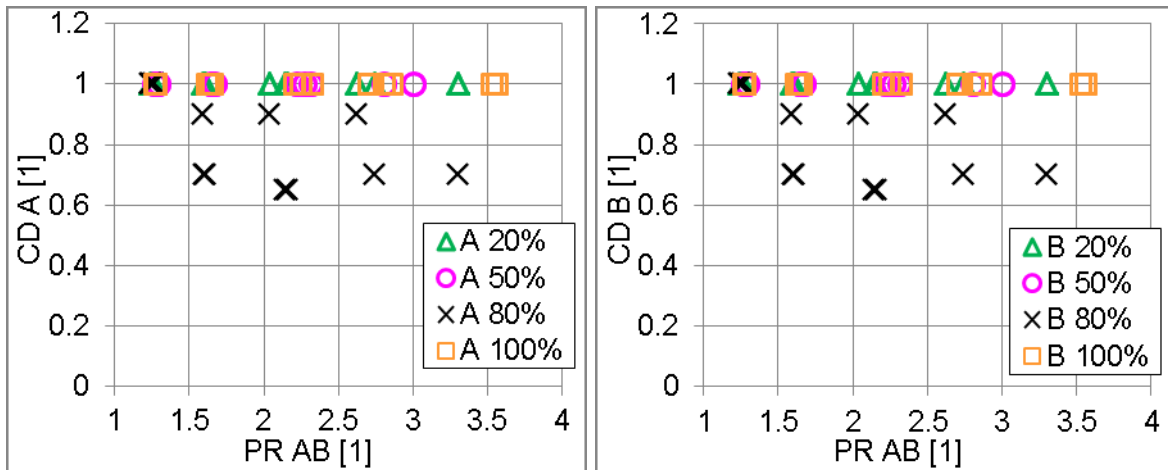 1.2
1
0.8
0.6
0.4
0.2
0
CD A [1]
A 20%
A 50%
A 80%
A 100%
1 1.5 2 2.5 3 3.5 4
PR AB [1]
1.2
1
0.8
0.6
0.4
0.2
0
CD B [1]
B 20%
B 50%
B 80%
B 100%
1 1.5 2 2.5 3 3.5 4
PR AB [1]